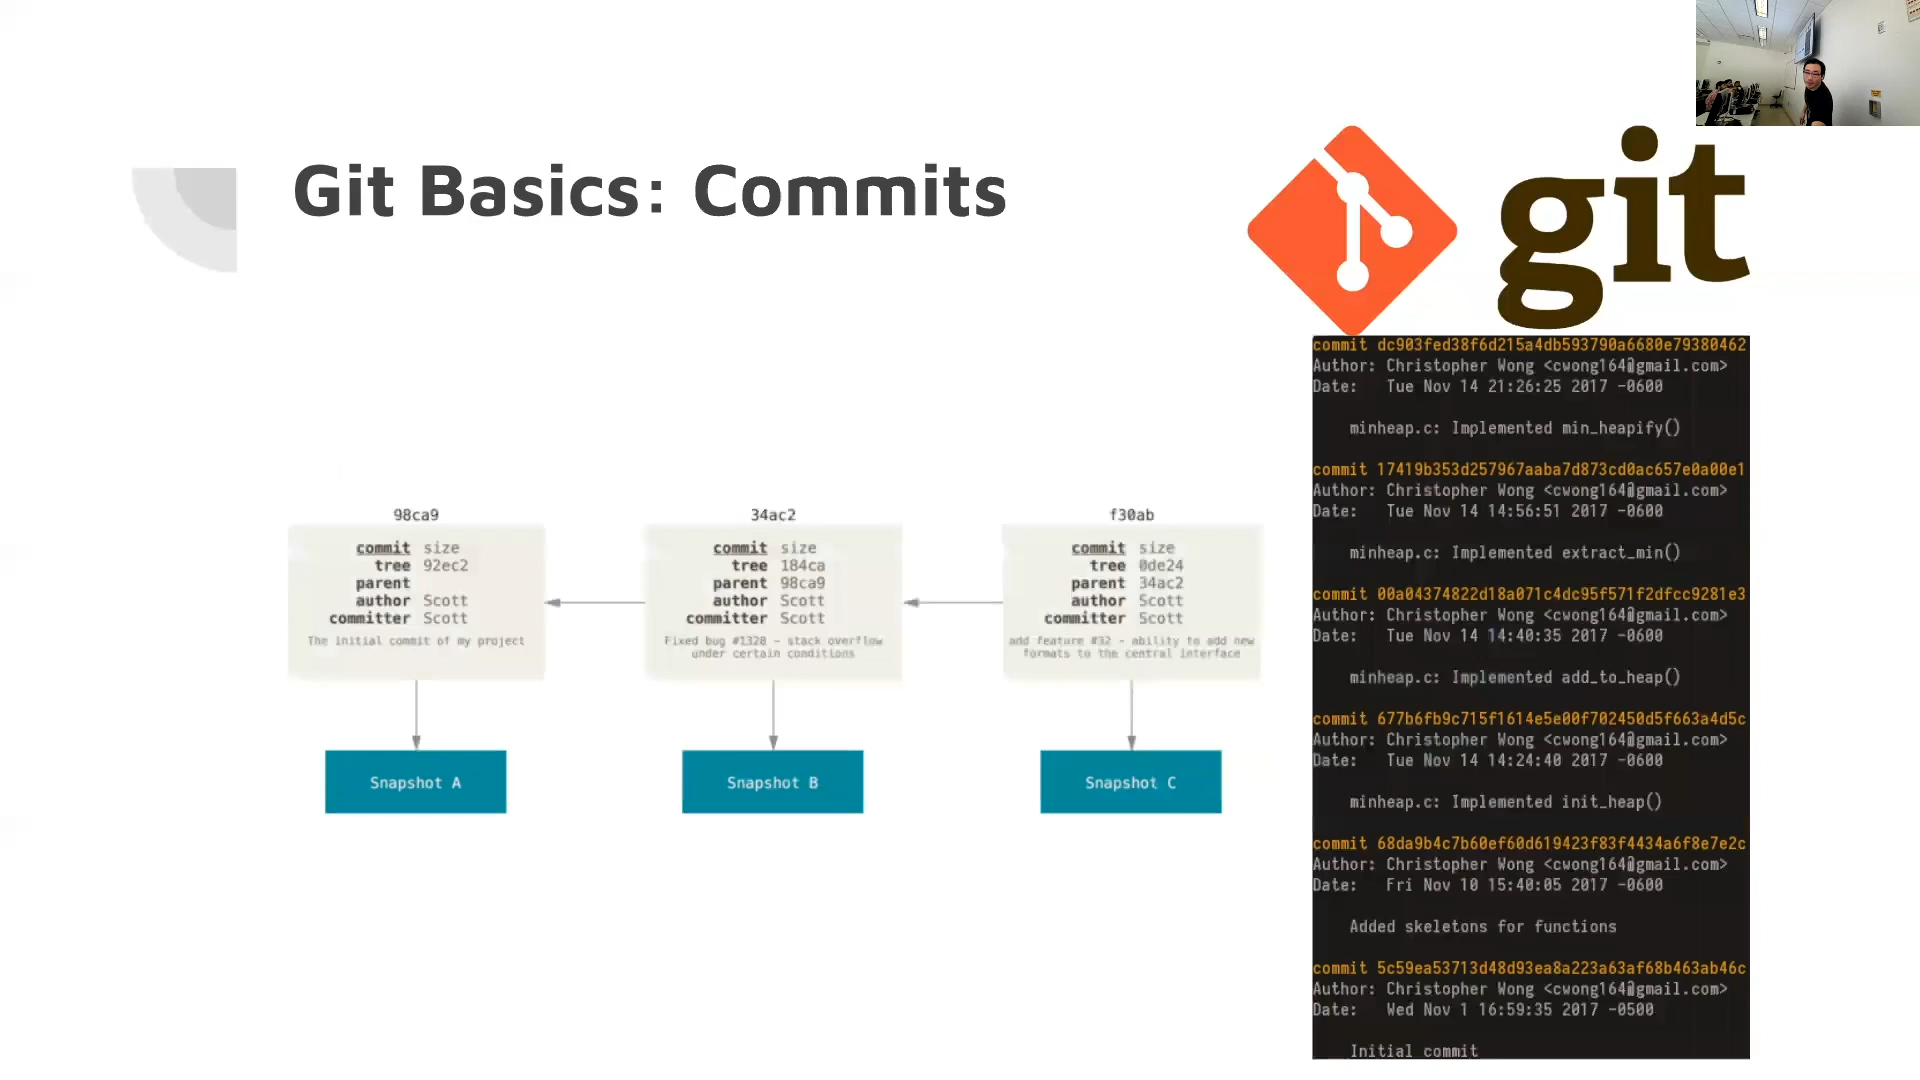 Git Basics: Commits
git
98ca9
commit size
tree 92ec2
parent
author Scott
committer Scott
The initial commit of my project
Snapshot A
34ac2
commit size
tree 184ca
parent 98ca9
author Scott
committer Scott
Fixed bug #1328 - stack overflow
under certain conditions
Snapshot B
f30ab
commit size
tree 0de24
parent 34ac2
author Scott
committer Scott
add feature #32 - ability to add new
formats to the central interface
Snapshot C
commit dc903fed38f6d215a4db593790a6680e79380462
Author: Christopher Wong <cwong164@gmail.com>
Date: Tue Nov 14 21:26:25 2017 -0600
minheap.c: Implemented min_heapify()
commit 17419b353d257967aaba7d873cd0ac657e0a00e1
Author: Christopher Wong <cwong164@gmail.com>
Date: Tue Nov 14 14:56:51 2017 -0600
minheap.c: Implemented extract_min()
commit 00a04374822d18a071c4dc95f571f2dfcc9281e3
Author: Christopher Wong <cwong164@gmail.com>
Date: Tue Nov 14 14:40:35 2017 -0600
minheap.c: Implemented add_to_heap()
commit 677b6fb9c715f1614e5e00f702450d5f663a4d5c
Author: Christopher Wong <cwong164@gmail.com>
Date: Tue Nov 14 14:24:40 2017 -0600
minheap.c: Implemented init_heap()
commit 68da9b4c7b60ef60d619423f83f4434a6f8e7e2c
Author: Christopher Wong <cwong164@gmail.com>
Date: Fri Nov 10 15:40:05 2017 -0600
Added skeletons for functions
commit 5c59ea53713d48d93ea8a223a63af68b463ab46c
Author: Christopher Wong <cwong164@gmail.com>
Date: Wed Nov 1 16:59:35 2017 -0500
Initial commit